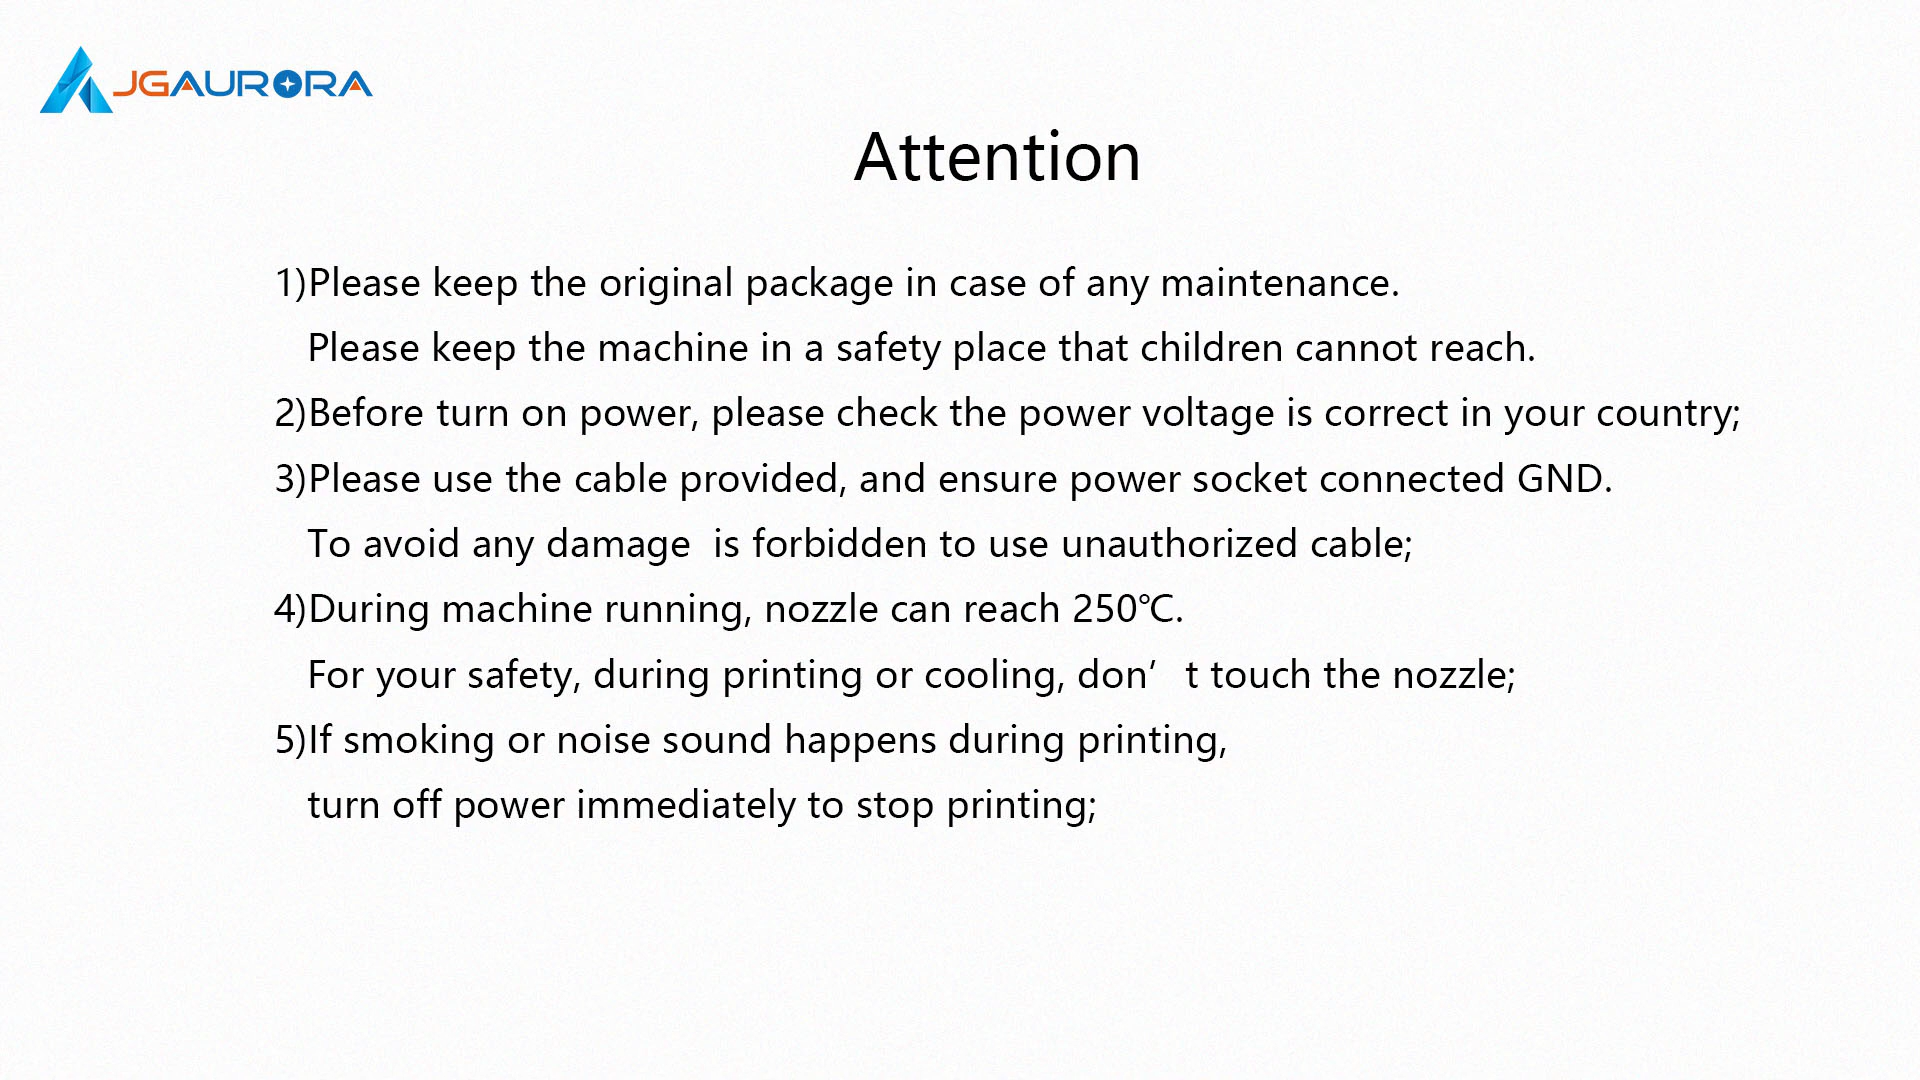 JGAURORA
Attention
1)Please keep the original package in case of any maintenance.
Please keep the machine in a safety place that children cannot reach.
2)Before turn on power, please check the power voltage is correct in your country;
3)Please use the cable provided, and ensure power socket connected GND.
To avoid any damage  is forbidden to use unauthorized cable;
4)During machine running, nozzle can reach 250℃.
For your safety, during printing or cooling, don’t touch the nozzle;
5)If smoking or noise sound happens during printing,
turn off power immediately to stop printing;